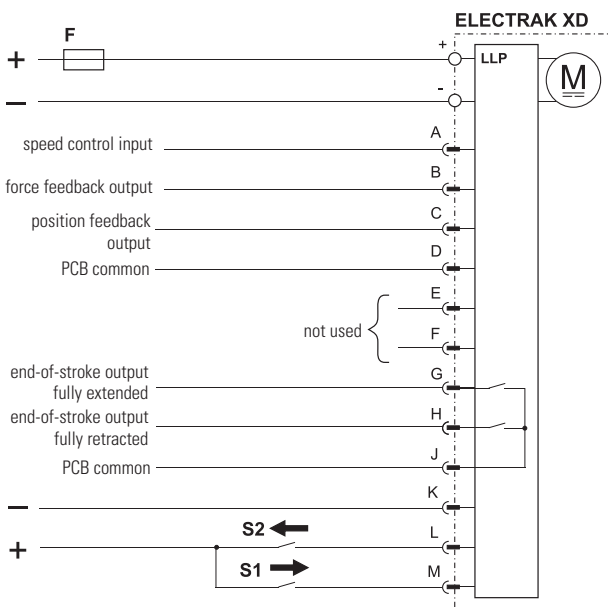 ELECTRAK XD
F
+
+
LLP
M
-
–
A
speed control input
B
force feedback output
C
position feedback
output
D
PCB common
E
not used
F
G
end-of-stroke output
fully extended
H
end-of-stroke output
fully retracted
J
PCB common
K
–
S2
L
+
S1
M